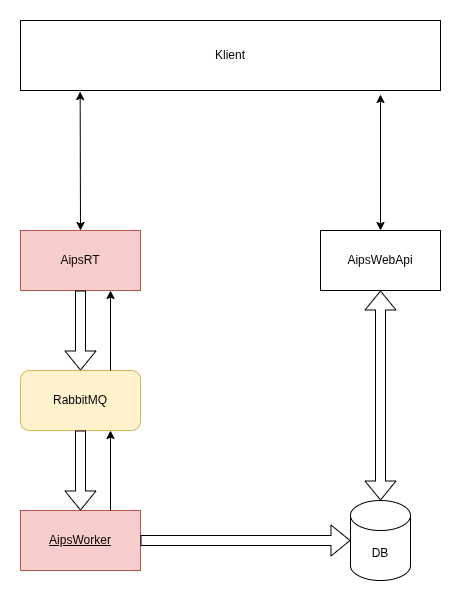 Klient
AipsRT
AipsWebApi
RabbitMQ
AipsWorker
DB